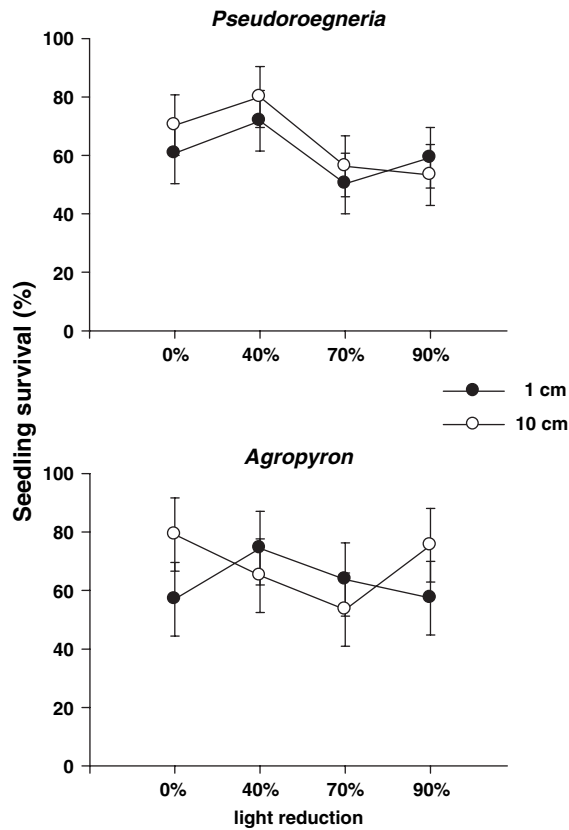 Pseudoroegneria
100
80
60
40
20
0
0% 40% 70% 90%
Seedling survival (%)
1 cm
10 cm
Agropyron
100
80
60
40
20
0
0% 40% 70% 90%
light reduction